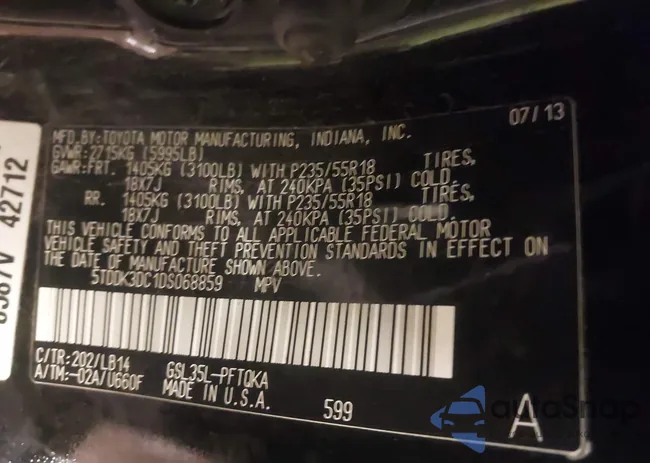 07/13
MFD.BY:TOYOTA MOTOR MANUFACTURING, INDIANA, INC.
GVWR:2715KG (5995LB)
GAWR:FRT. 1405KG (3100LB) WITH P235/55R18 TIRES,
18X7J RIMS, AT 240KPA (35PSI) COLD
RR. 1405KG (3100LB) WITH P235/55R18 TIRES,
18X7J RIMS, AT 240KPA (35PSI) COLD.
THIS VEHICLE CONFORMS TO ALL APPLICABLE FEDERAL MOTOR
VEHICLE SAFETY AND THEFT PREVENTION STANDARDS IN EFFECT ON
THE DATE OF MANUFACTURE SHOWN ABOVE.
5TDDK3DC1DS068859 MPV
C/TR:202/LB14 GSL35L-PFTQKA
A/TM:-02A/U660F MADE IN U.S.A. 599 A
42712
autoSnap